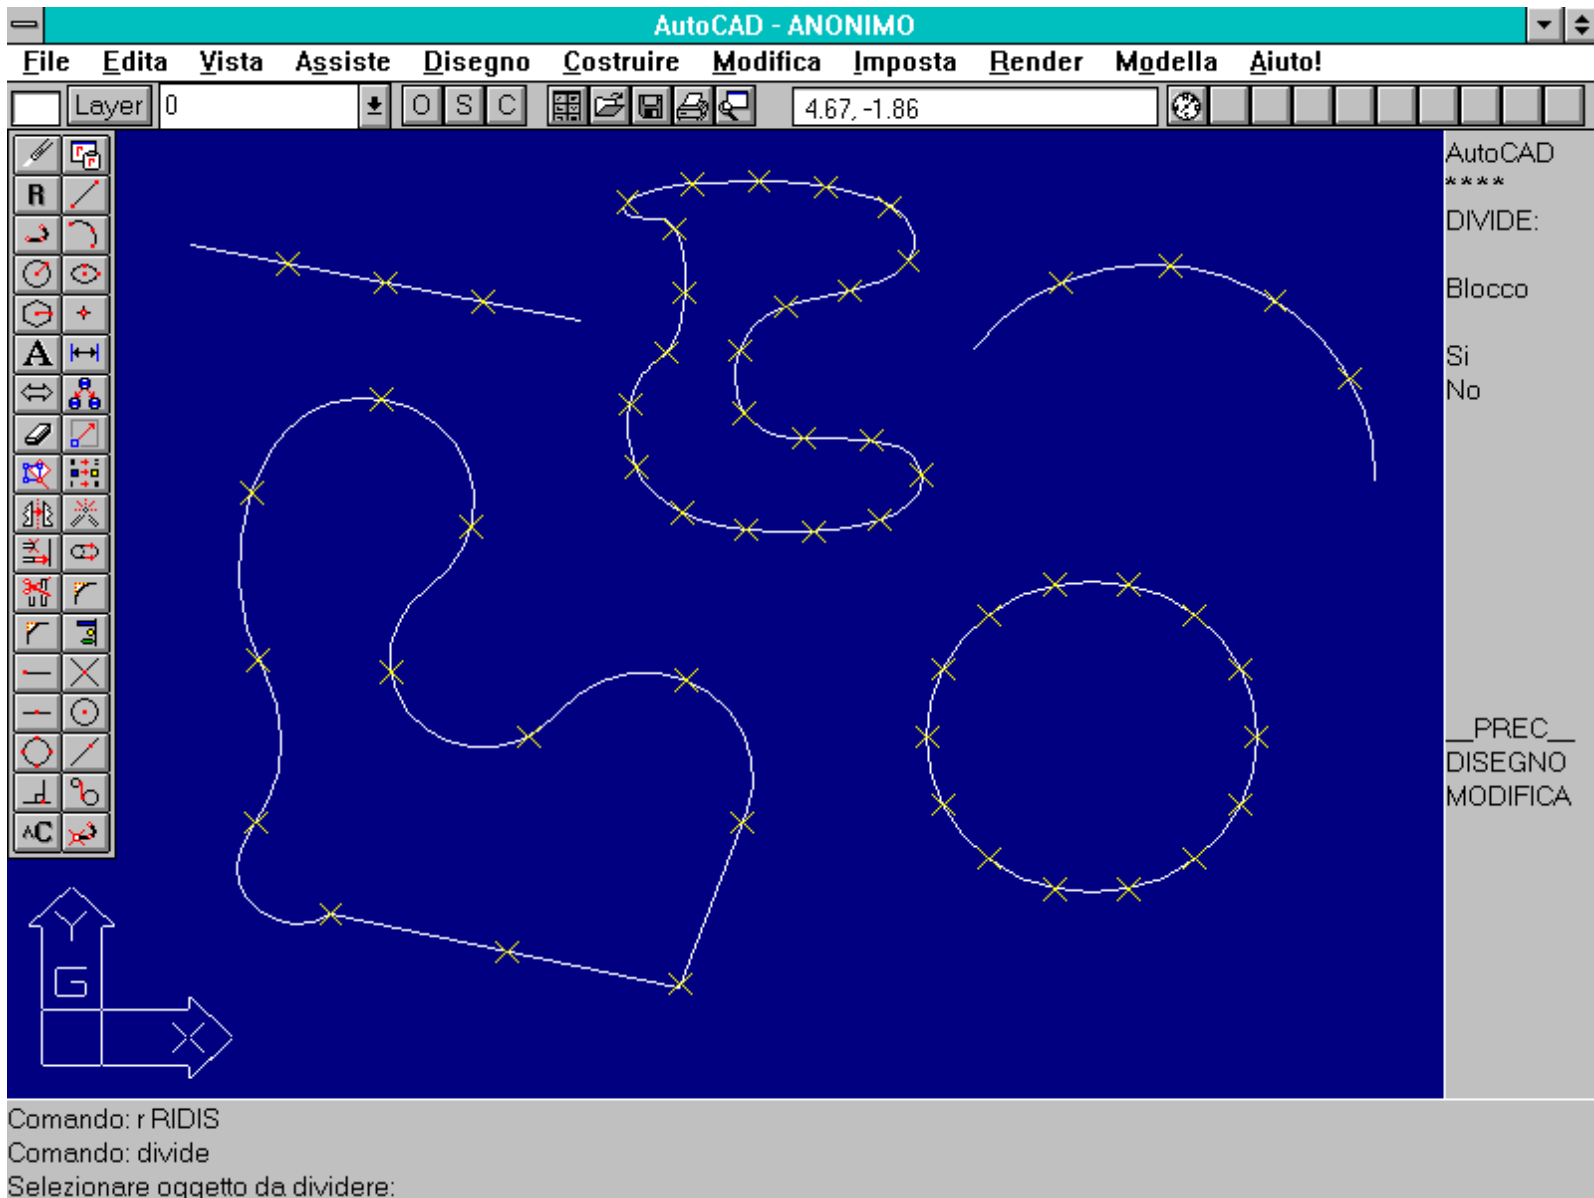 AutoCAD - ANONIMO
File Edita Vista Assiste Disegno Costruire Modifica Imposta Render Modella Aiuto!
Layer 0 O S C 4.67, -1.86
AutoCAD
****
DIVIDE:
Blocco
Si
No
__PREC__
DISEGNO
MODIFICA
R
A
^C
Y
G
X
Comando: r RIDIS
Comando: divide
Selezionare oggetto da dividere: